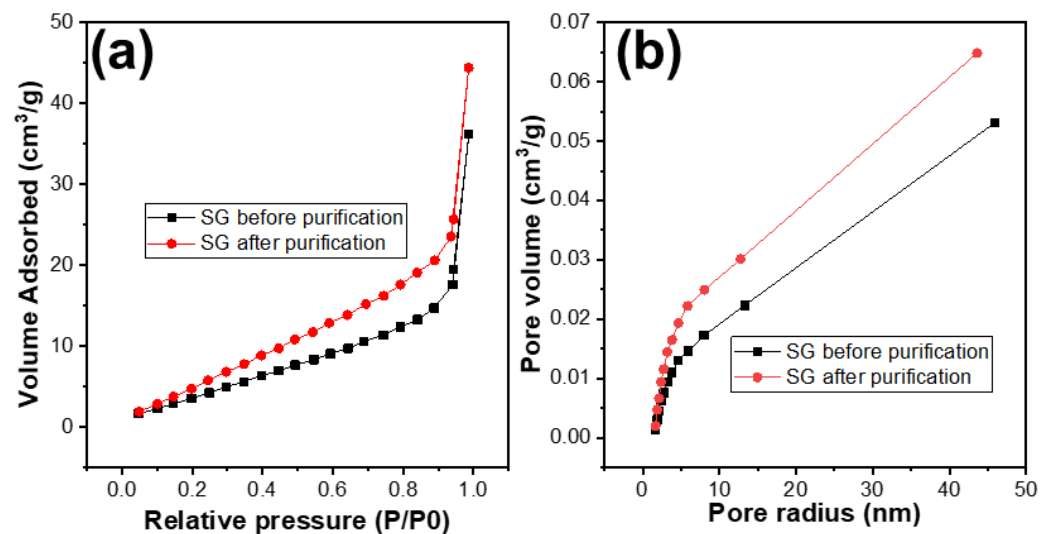 (a)
Volume Adsorbed (cm³/g)
50
40
30
20
10
0
SG before purification
SG after purification
0.0 0.2 0.4 0.6 0.8 1.0
Relative pressure (P/P0)
(b)
Pore volume (cm³/g)
0.07
0.06
0.05
0.04
0.03
0.02
0.01
0.00
SG before purification
SG after purification
0 10 20 30 40 50
Pore radius (nm)